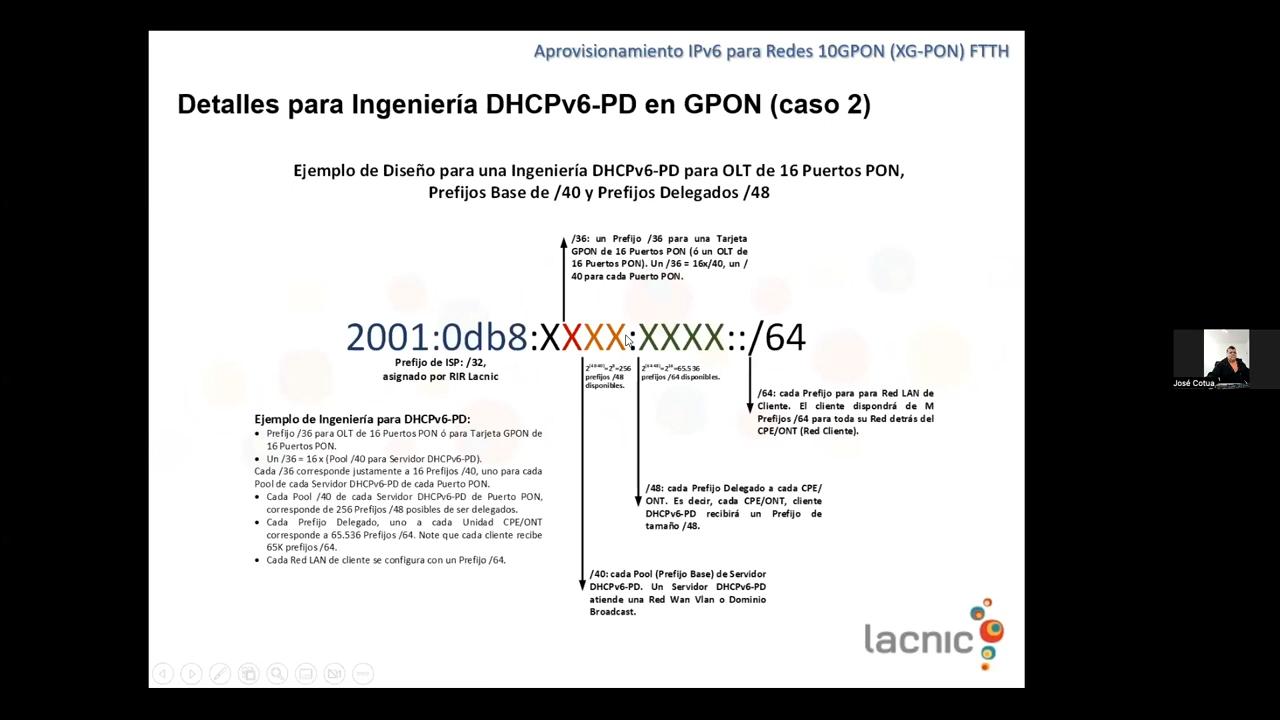 Aprovisionamiento IPv6 para Redes 10GPON (XG-PON) FTTH
Detalles para Ingeniería DHCPv6-PD en GPON (caso 2)
Ejemplo de Diseño para una Ingeniería DHCPv6-PD para OLT de 16 Puertos PON,
Prefijos Base de /40 y Prefijos Delegados /48
/36: un Prefijo /36 para una Tarjeta
GPON de 16 Puertos PON (ó un OLT de
16 Puertos PON). Un /36 = 16x/40, un /
40 para cada Puerto PON.
2001:0db8:XXXX:XXXX::/64
Prefijo de ISP: /32,
asignado por RIR Lacnic
2^(48-40)=2^8=256
prefijos /48
disponibles.
2^(64-48)=2^16=65.536
prefijos /64 disponibles.
/64: cada Prefijo para para Red LAN de
Cliente. El cliente dispondrá de M
Prefijos /64 para toda su Red detrás del
CPE/ONT (Red Cliente).
José Cotua
Ejemplo de Ingeniería para DHCPv6-PD:
• Prefijo /36 para OLT de 16 Puertos PON ó para Tarjeta GPON de
16 Puertos PON.
• Un /36 = 16 x (Pool /40 para Servidor DHCPv6-PD).
Cada /36 corresponde justamente a 16 Prefijos /40, uno para cada
Pool de cada Servidor DHCPv6-PD de cada Puerto PON.
• Cada Pool /40 de cada Servidor DHCPv6-PD de Puerto PON,
corresponde de 256 Prefijos /48 posibles de ser delegados.
• Cada Prefijo Delegado, uno a cada Unidad CPE/ONT
corresponde a 65.536 Prefijos /64. Note que cada cliente recibe
65K prefijos /64.
• Cada Red LAN de cliente se configura con un Prefijo /64.
/48: cada Prefijo Delegado a cada CPE/
ONT. Es decir, cada CPE/ONT, cliente
DHCPv6-PD recibirá un Prefijo de
tamaño /48.
/40: cada Pool (Prefijo Base) de Servidor
DHCPv6-PD. Un Servidor DHCPv6-PD
atiende una Red Wan Vlan o Dominio
Broadcast.
lacnic